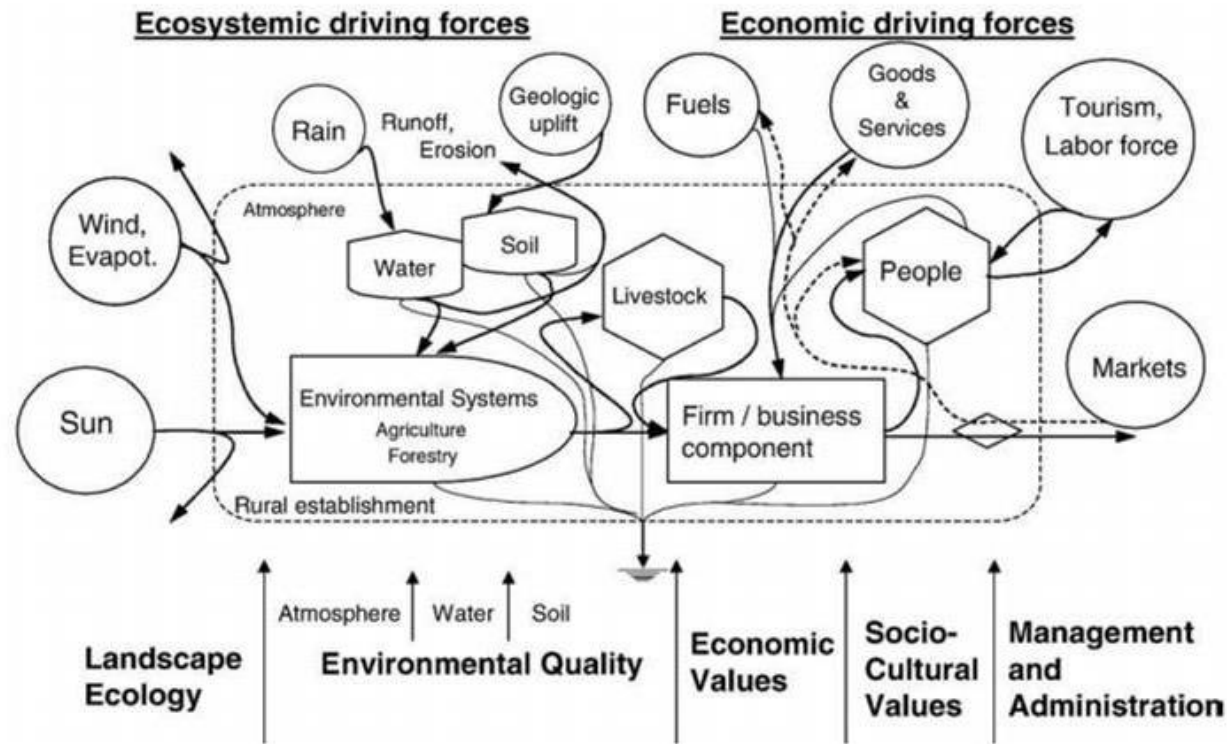 Ecosystemic driving forces
Economic driving forces
Rain
Runoff,
Erosion
Geologic
uplift
Fuels
Goods
&
Services
Tourism,
Labor force
Wind,
Evapot.
Atmosphere
Water
Soil
Livestock
People
Sun
Environmental Systems
Agriculture
Forestry
Firm / business
component
Markets
Rural establishment
Landscape
Ecology
Atmosphere
Water
Soil
Environmental Quality
Economic
Values
Socio-
Cultural
Values
Management
and
Administration